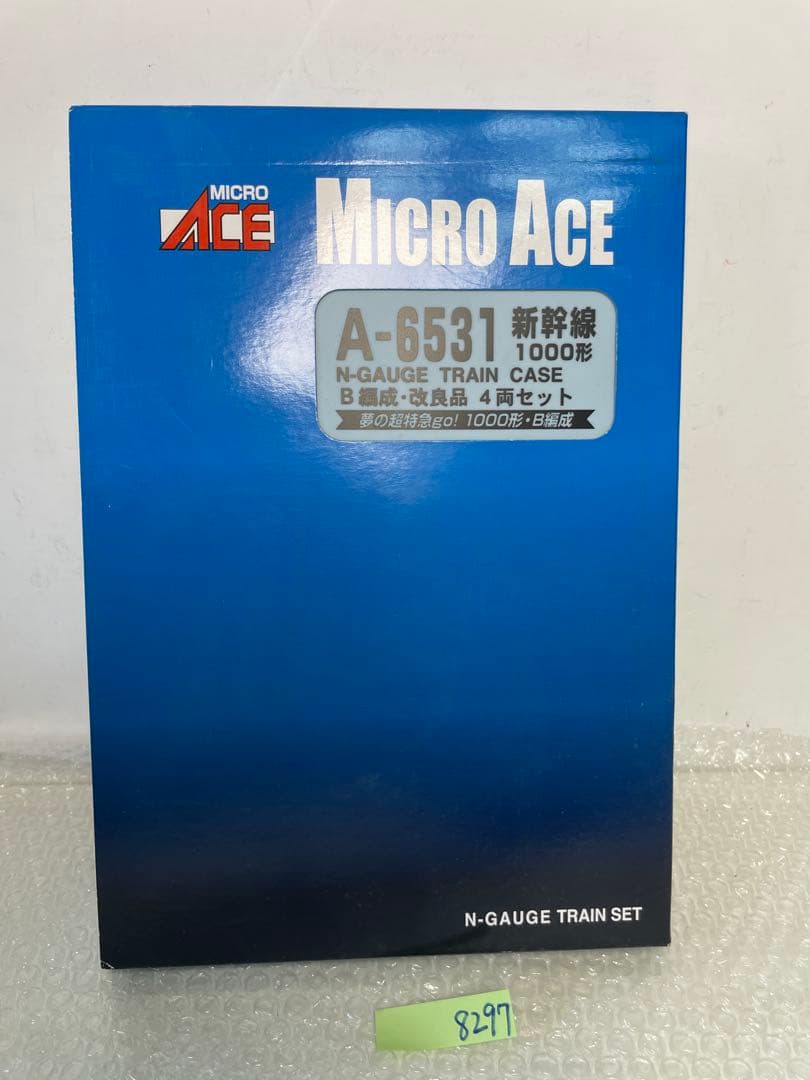 MICRO
ACE
MICRO ACE
A-6531 新幹線
1000形
N-GAUGE TRAIN CASE
B編成・改良品 4両セット
夢の超特急go! 1000形・B編成
N-GAUGE TRAIN SET
8297